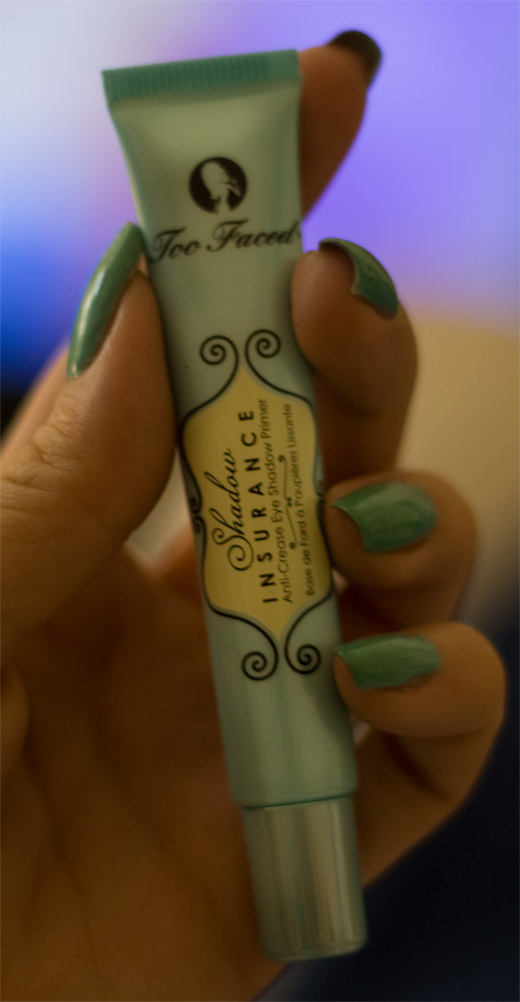 Too Faced
Shadow
INSURANCE
Anti-Crease Eye Shadow Primer
Base de Fard à Paupières Lissante